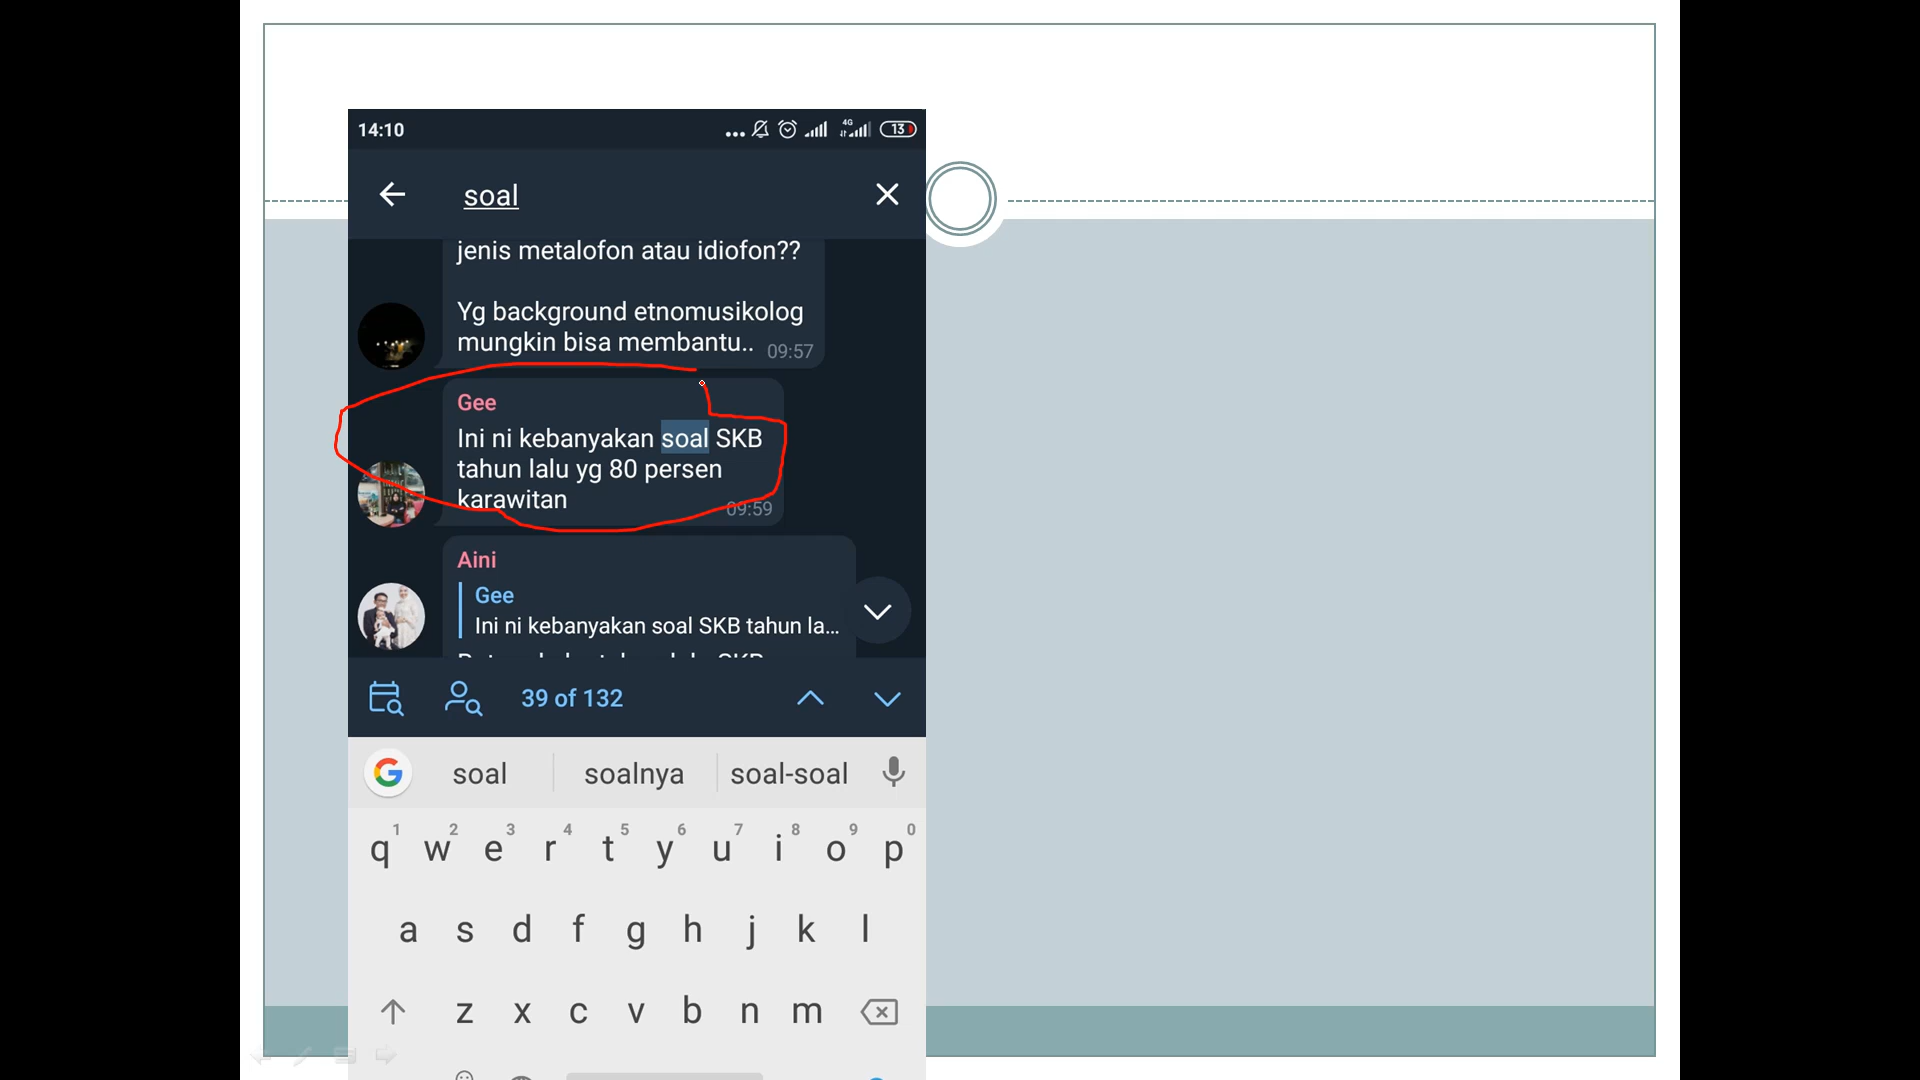 14:10
4G
13
soal
jenis metalofon atau idiofon??
Yg background etnomusikolog
mungkin bisa membantu..
09:57
Gee
Ini ni kebanyakan soal SKB
tahun lalu yg 80 persen
karawitan
09:59
Aini
Gee
Ini ni kebanyakan soal SKB tahun la...
39 of 132
soal soalnya soal-soal
1 2 3 4 5 6 7 8 9 0
q w e r t y u i o p
a s d f g h j k l
z x c v b n m